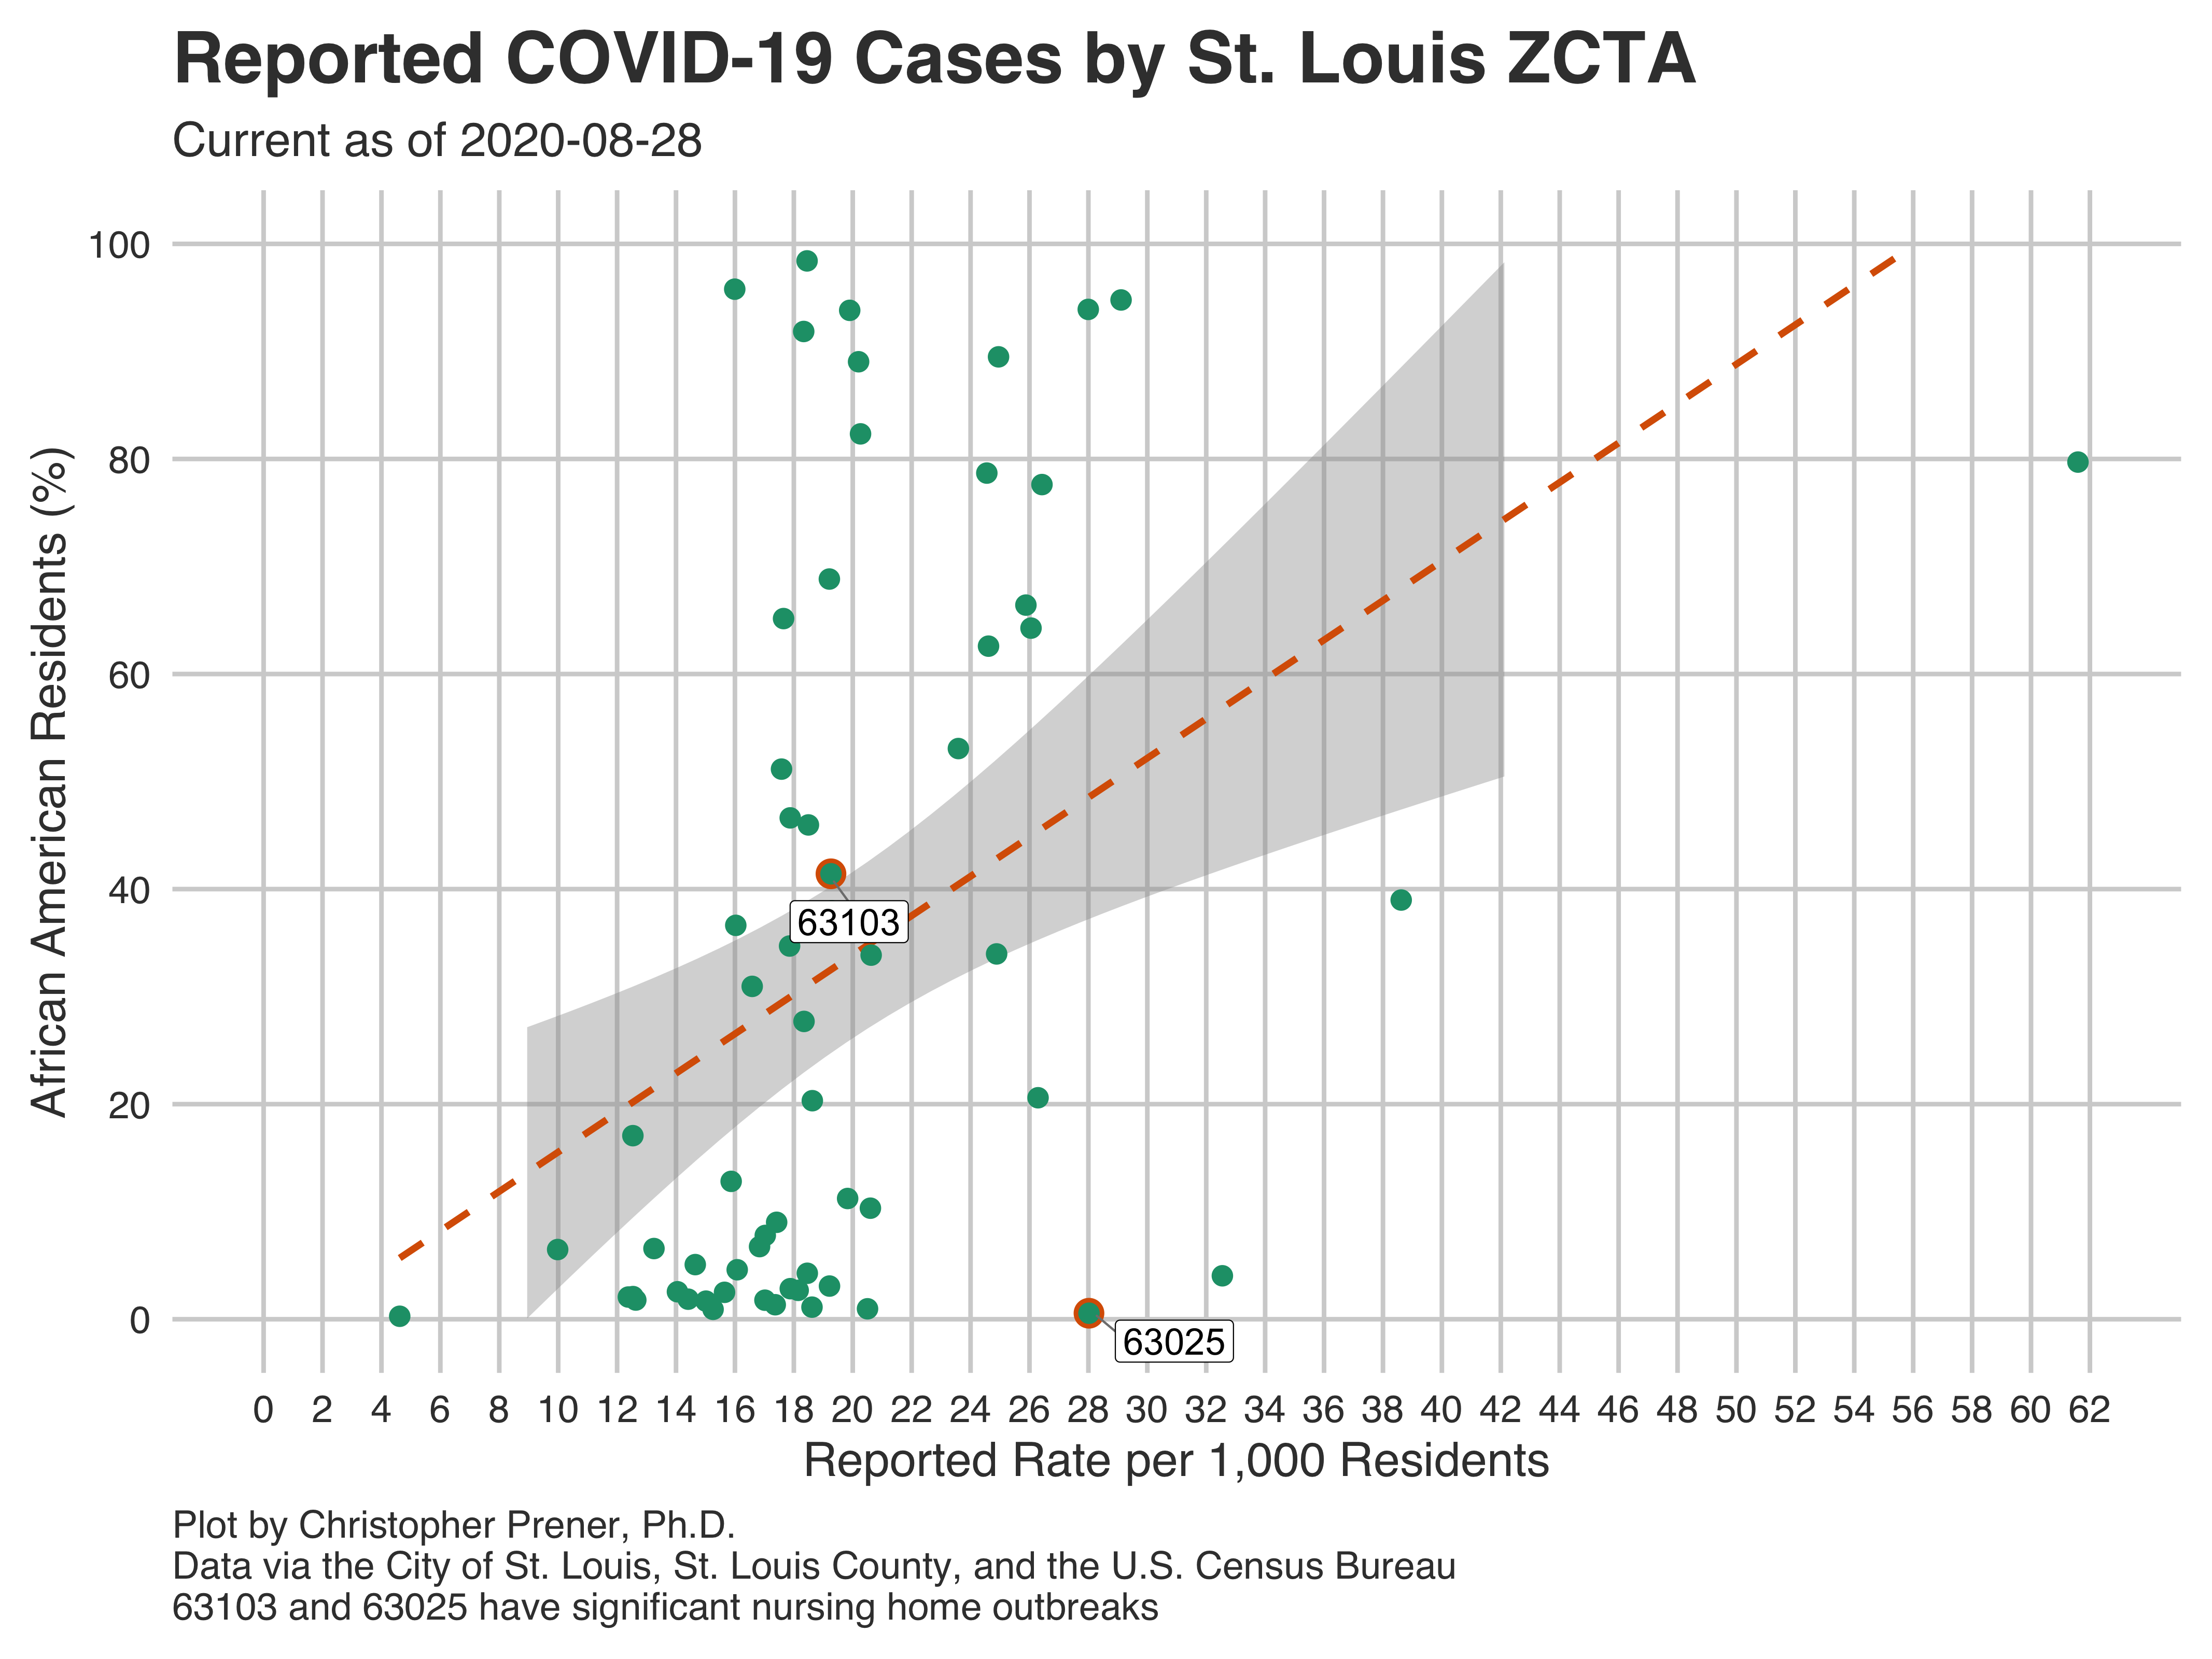 Reported COVID-19 Cases by St. Louis ZCTA
Current as of 2020-08-28
African American Residents (%)
100
80
60
40
20
0
63103
63025
0 2 4 6 8 10 12 14 16 18 20 22 24 26 28 30 32 34 36 38 40 42 44 46 48 50 52 54 56 58 60 62
Reported Rate per 1,000 Residents
Plot by Christopher Prener, Ph.D.
Data via the City of St. Louis, St. Louis County, and the U.S. Census Bureau
63103 and 63025 have significant nursing home outbreaks